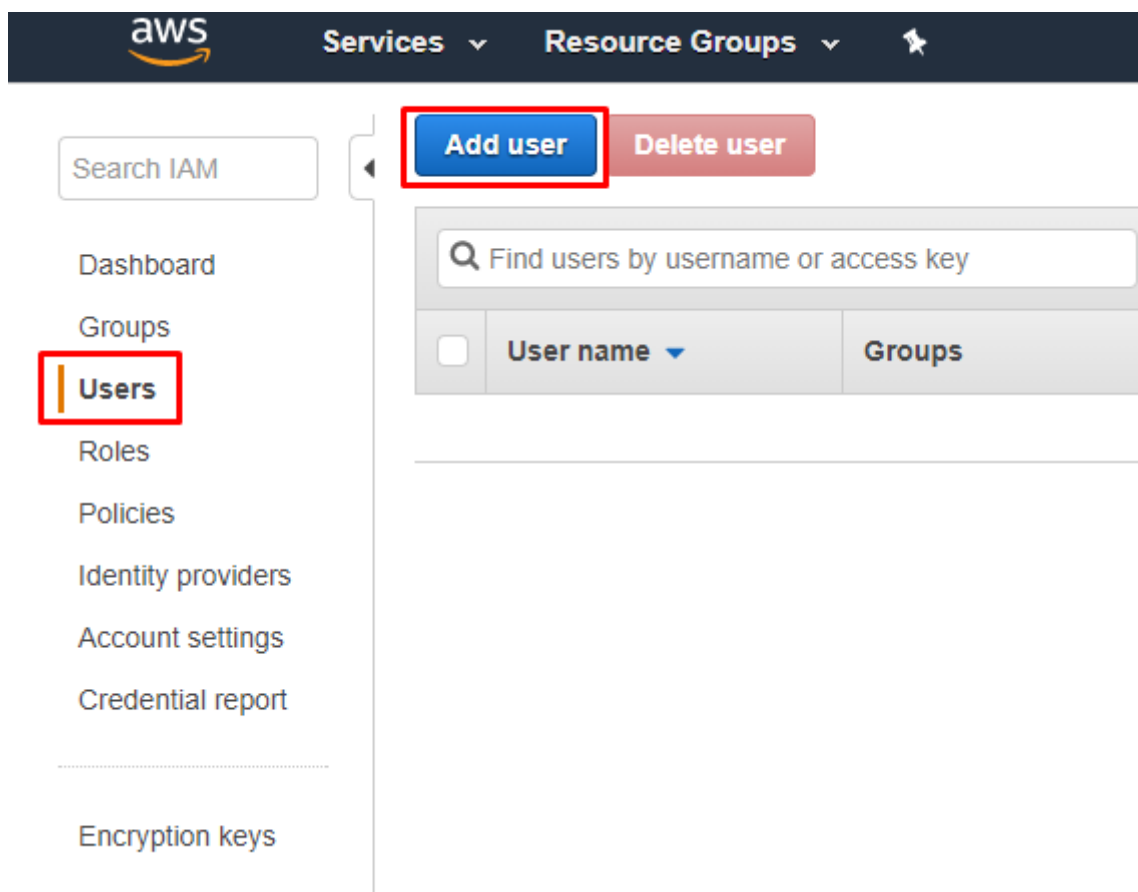 aws
Services
Resource Groups
Search IAM
Dashboard
Groups
Users
Roles
Policies
Identity providers
Account settings
Credential report
Encryption keys
Add user
Delete user
Find users by username or access key
User name
Groups